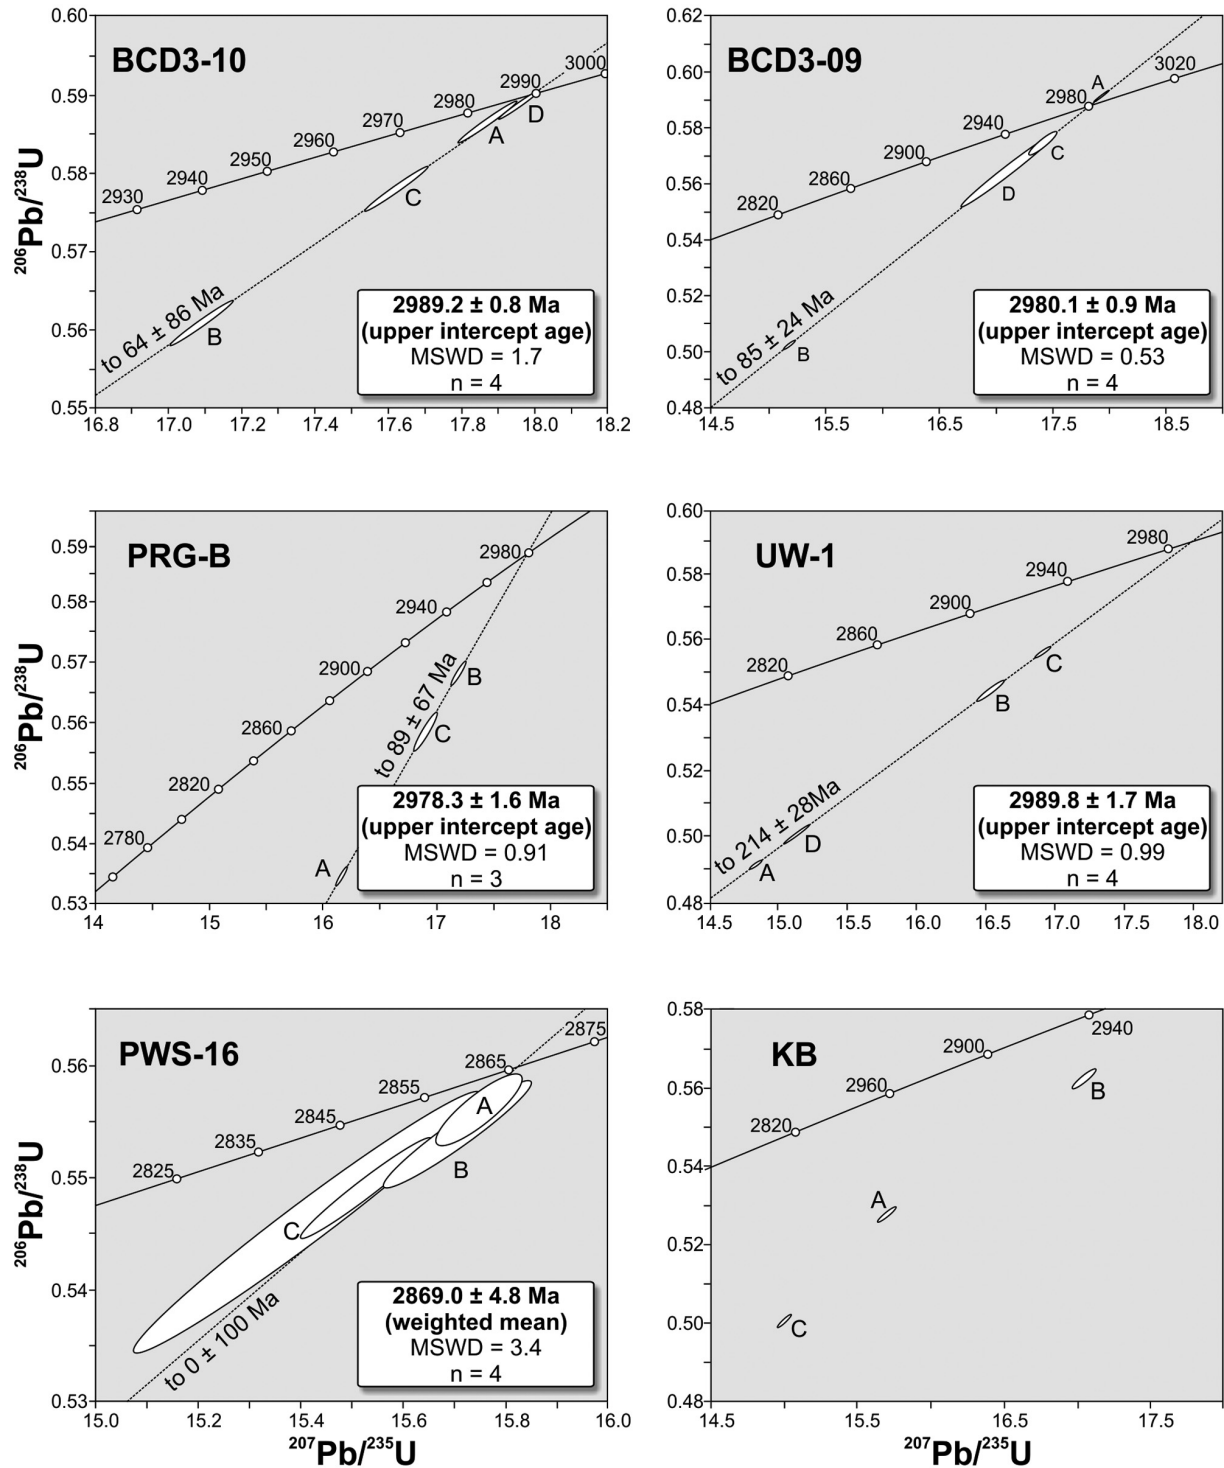 BCD3-10
0.60
0.59
0.58
0.57
0.56
0.55
206Pb/238U
2930
2940
2950
2960
2970
2980
2990
3000
A
D
C
B
to 64 ± 86 Ma
2989.2 ± 0.8 Ma
(upper intercept age)
MSWD = 1.7
n = 4
16.8 17.0 17.2 17.4 17.6 17.8 18.0 18.2
BCD3-09
0.62
0.60
0.58
0.56
0.54
0.52
0.50
0.48
2820
2860
2900
2940
2980
3020
A
C
D
B
to 85 ± 24 Ma
2980.1 ± 0.9 Ma
(upper intercept age)
MSWD = 0.53
n = 4
14.5 15.5 16.5 17.5 18.5
PRG-B
0.59
0.58
0.57
0.56
0.55
0.54
0.53
206Pb/238U
2780
2820
2860
2900
2940
2980
B
C
A
to 89 ± 67 Ma
2978.3 ± 1.6 Ma
(upper intercept age)
MSWD = 0.91
n = 3
14 15 16 17 18
UW-1
0.60
0.58
0.56
0.54
0.52
0.50
0.48
2820
2860
2900
2940
2980
C
B
D
A
to 214 ± 28Ma
2989.8 ± 1.7 Ma
(upper intercept age)
MSWD = 0.99
n = 4
14.5 15.0 15.5 16.0 16.5 17.0 17.5 18.0
PWS-16
0.56
0.55
0.54
0.53
206Pb/238U
2825
2835
2845
2855
2865
2875
A
B
C
to 0 ± 100 Ma
2869.0 ± 4.8 Ma
(weighted mean)
MSWD = 3.4
n = 4
15.0 15.2 15.4 15.6 15.8 16.0
207Pb/235U
KB
0.58
0.56
0.54
0.52
0.50
0.48
2820
2960
2900
2940
B
A
C
14.5 15.5 16.5 17.5
207Pb/235U